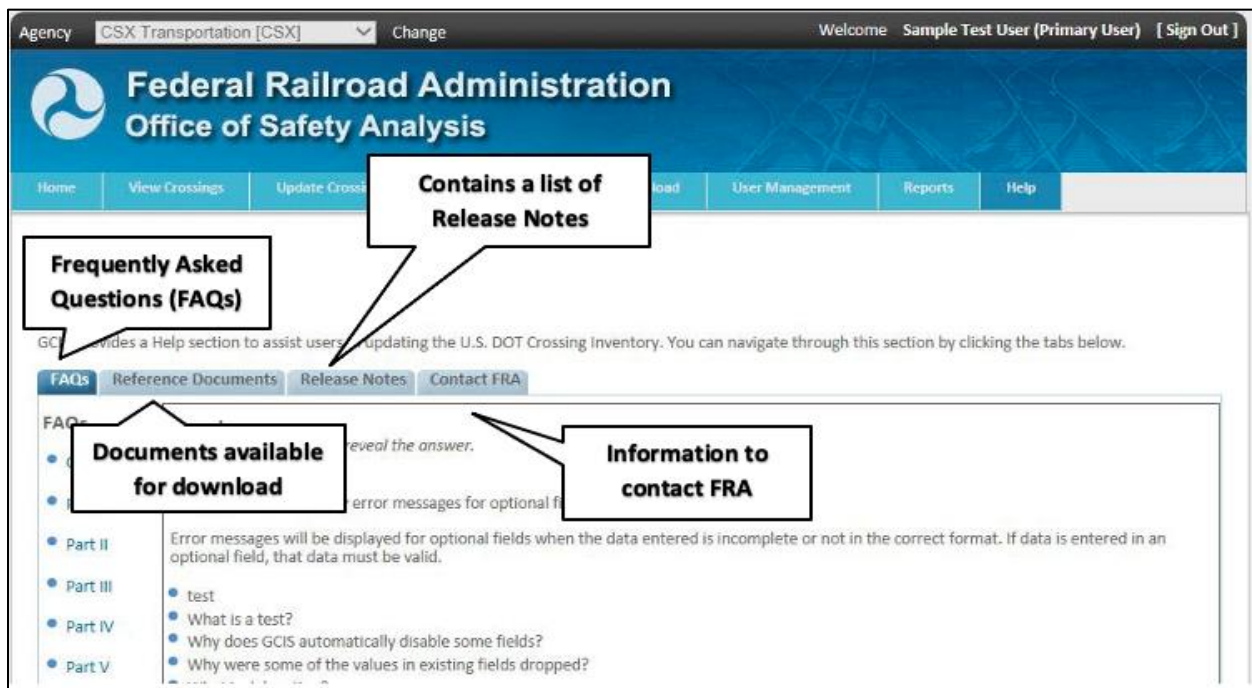 Agency CSX Transportation [CSX] Change Welcome Sample Test User (Primary User) [ Sign Out ]
Federal Railroad Administration
Office of Safety Analysis
Home View Crossings Update Crossi load User Management Reports Help
Contains a list of
Release Notes
Frequently Asked
Questions (FAQs)
GCI vides a Help section to assist users updating the U.S. DOT Crossing Inventory. You can navigate through this section by clicking the tabs below.
FAQs Reference Documents Release Notes Contact FRA
FAQs
Documents available
for download
reveal the answer.
Information to
contact FRA
error messages for optional fi
Part II
Error messages will be displayed for optional fields when the data entered is incomplete or not in the correct format. If data is entered in an
optional field, that data must be valid.
Part III
test
Part IV
What is a test?
Why does GCIS automatically disable some fields?
Part V
Why were some of the values in existing fields dropped?